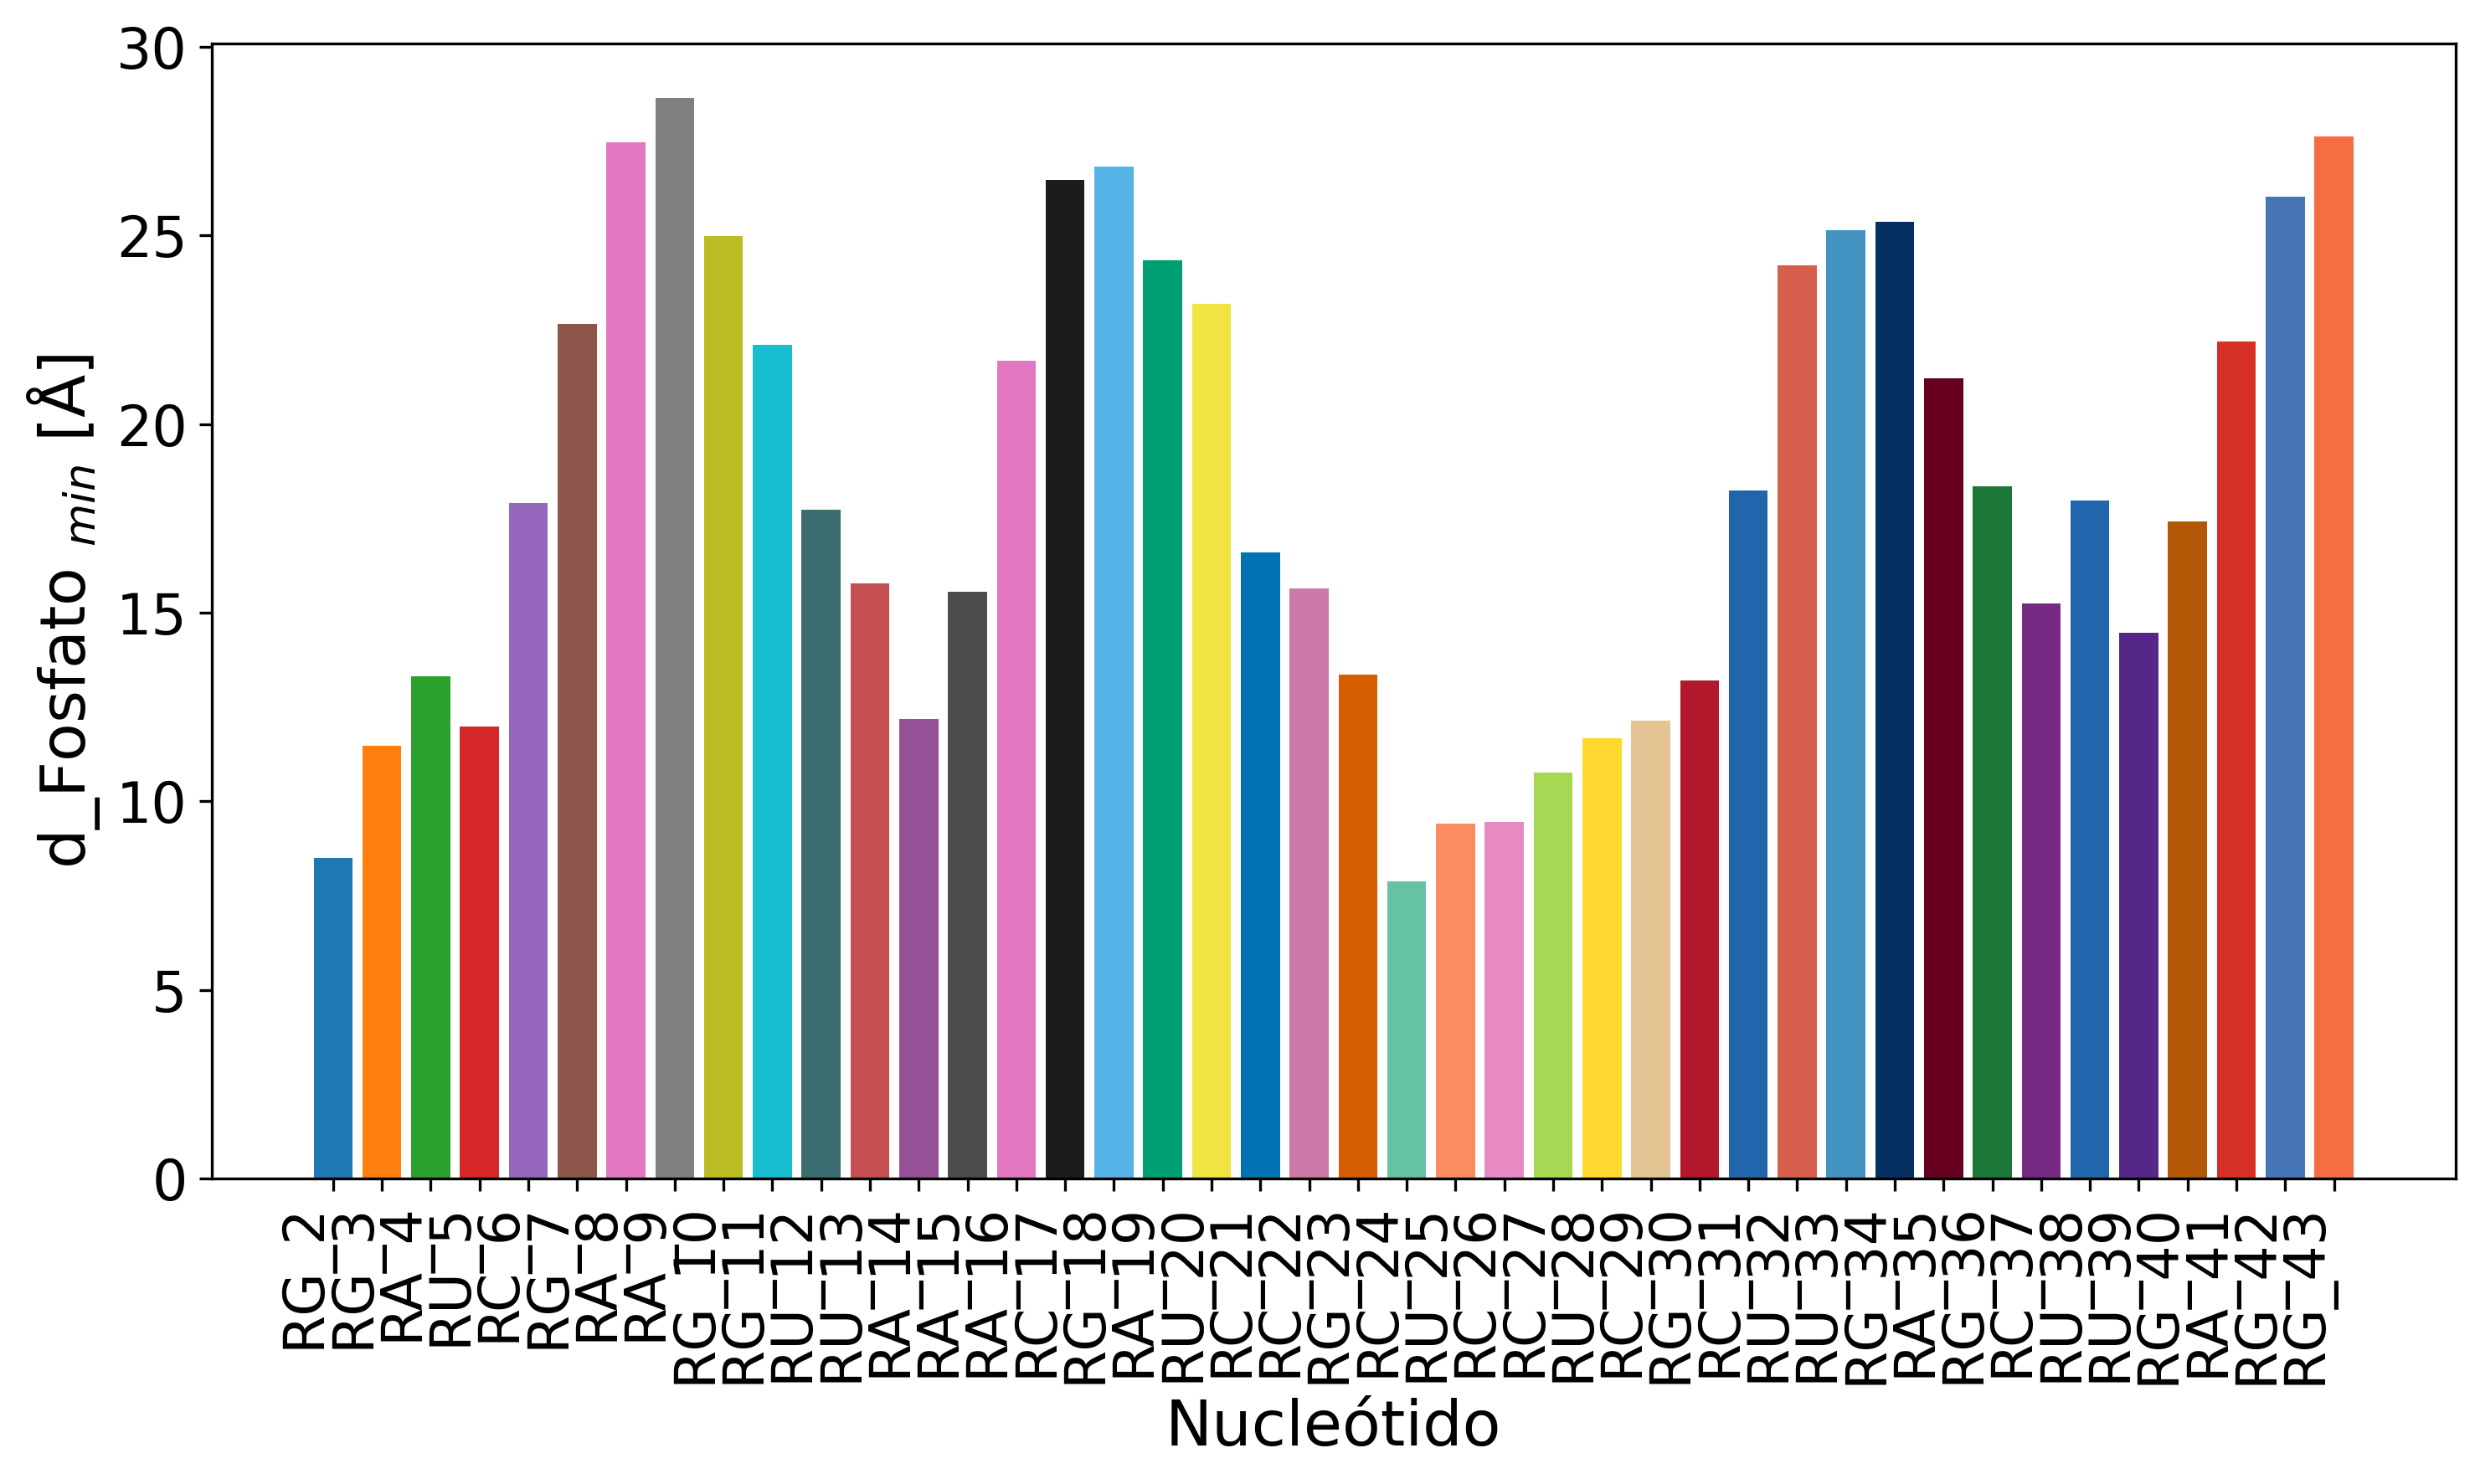 30
25
20
15
10
5
0
d_Fosfato min [Å]
RG_2
RG_3
RA_4
RU_5
RC_6
RG_7
RA_8
RA_9
RG_10
RG_11
RU_12
RU_13
RA_14
RA_15
RA_16
RC_17
RG_18
RA_19
RU_20
RC_21
RC_22
RG_23
RC_24
RU_25
RC_26
RC_27
RU_28
RC_29
RG_30
RC_31
RU_32
RU_33
RG_34
RA_35
RG_36
RC_37
RU_38
RU_39
RG_40
RA_41
RG_42
RG_43
Nucleótido